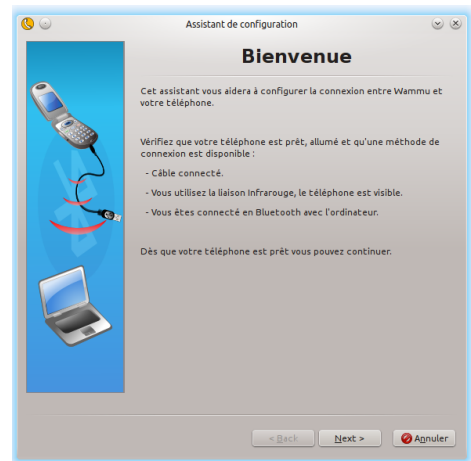 Assistant de configuration
Bienvenue
Cet assistant vous aidera à configurer la connexion entre Wammu et
votre téléphone.
Vérifiez que votre téléphone est prêt, allumé et qu'une méthode de
connexion est disponible :
- Câble connecté.
- Vous utilisez la liaison Infrarouge, le téléphone est visible.
- Vous êtes connecté en Bluetooth avec l'ordinateur.
Dès que votre téléphone est prêt vous pouvez continuer.
< Back Next > Annuler